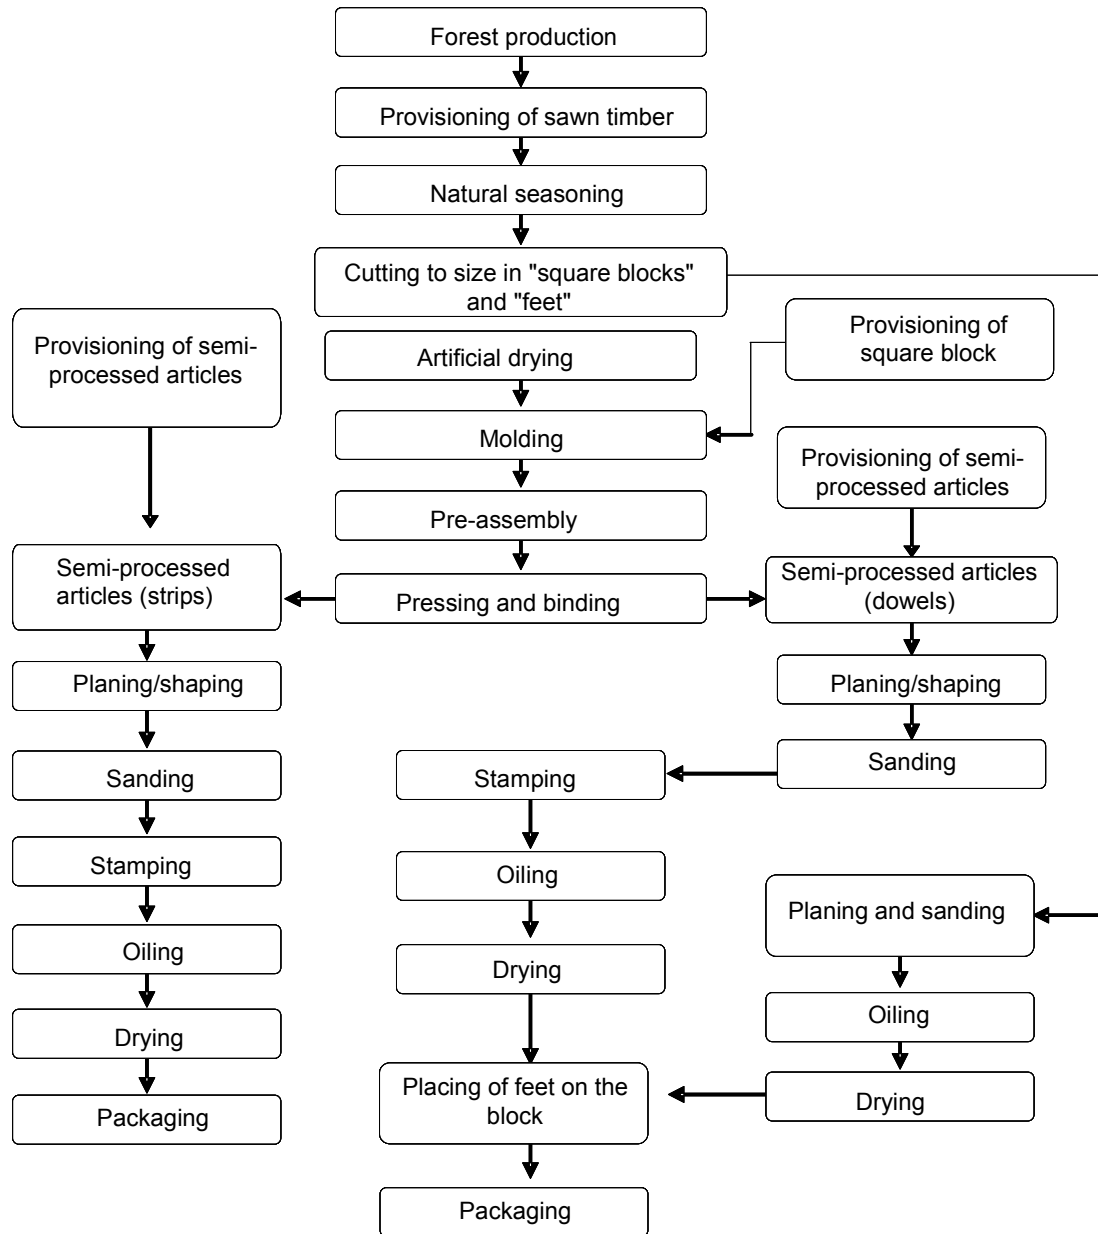 Forest production
Provisioning of sawn timber
Natural seasoning
Cutting to size in "square blocks"
and "feet"
Provisioning of semi-
processed articles
Artificial drying
Provisioning of
square block
Molding
Provisioning of semi-
processed articles
Pre-assembly
Semi-processed
articles (strips)
Pressing and binding
Semi-processed articles
(dowels)
Planing/shaping
Planing/shaping
Sanding
Stamping
Sanding
Stamping
Oiling
Planing and sanding
Oiling
Drying
Oiling
Drying
Placing of feet on the
block
Drying
Packaging
Packaging